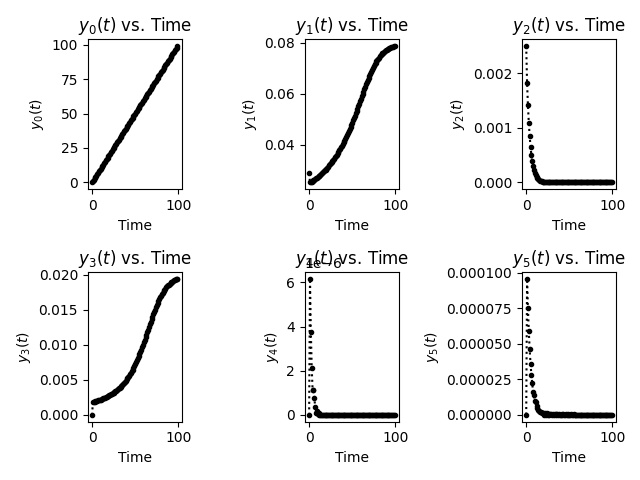 y₀(t) vs. Time
y₁(t) vs. Time
y₂(t) vs. Time
100
75
50
25
0
y₀(t)
0 100
Time
0.08
0.06
0.04
y₁(t)
0 100
Time
0.002
0.001
0.000
y₂(t)
0 100
Time
y₃(t) vs. Time
y₄(t) vs. Time
y₅(t) vs. Time
0.020
0.015
0.010
0.005
0.000
y₃(t)
0 100
Time
1e−6
6
4
2
0
y₄(t)
0 100
Time
0.000100
0.000075
0.000050
0.000025
0.000000
y₅(t)
0 100
Time